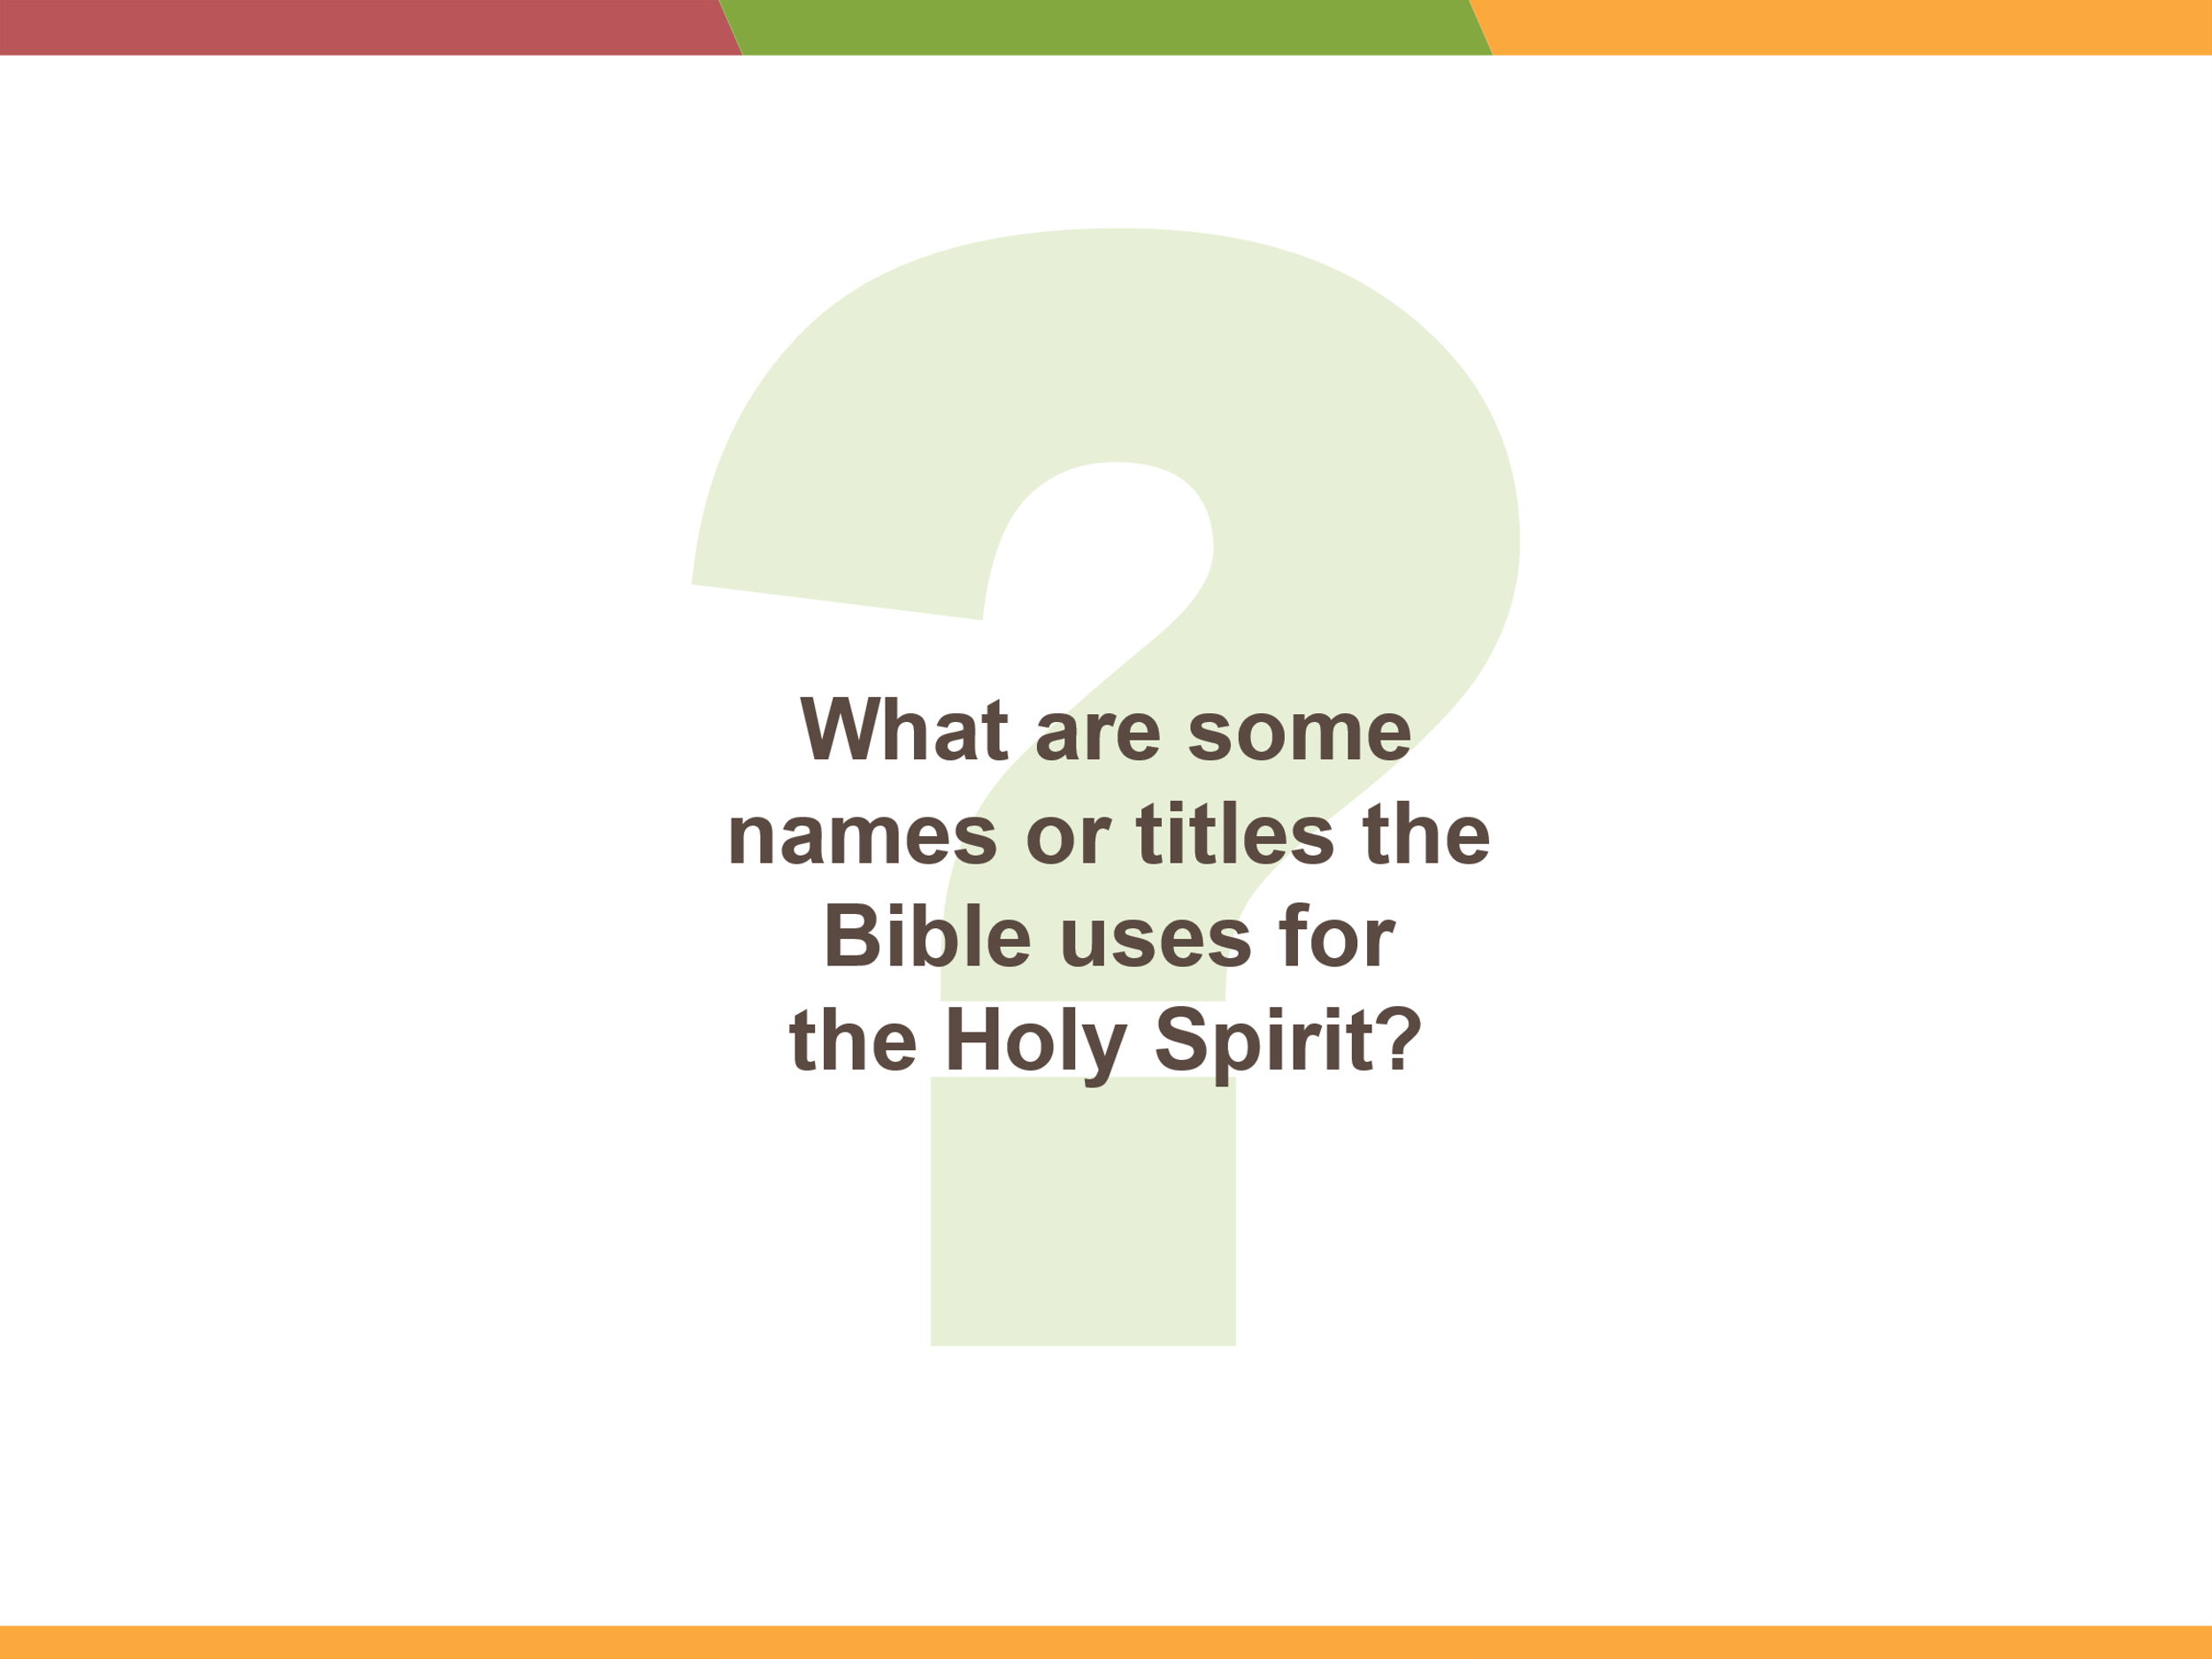 What are some
names or titles the
Bible uses for
the Holy Spirit?